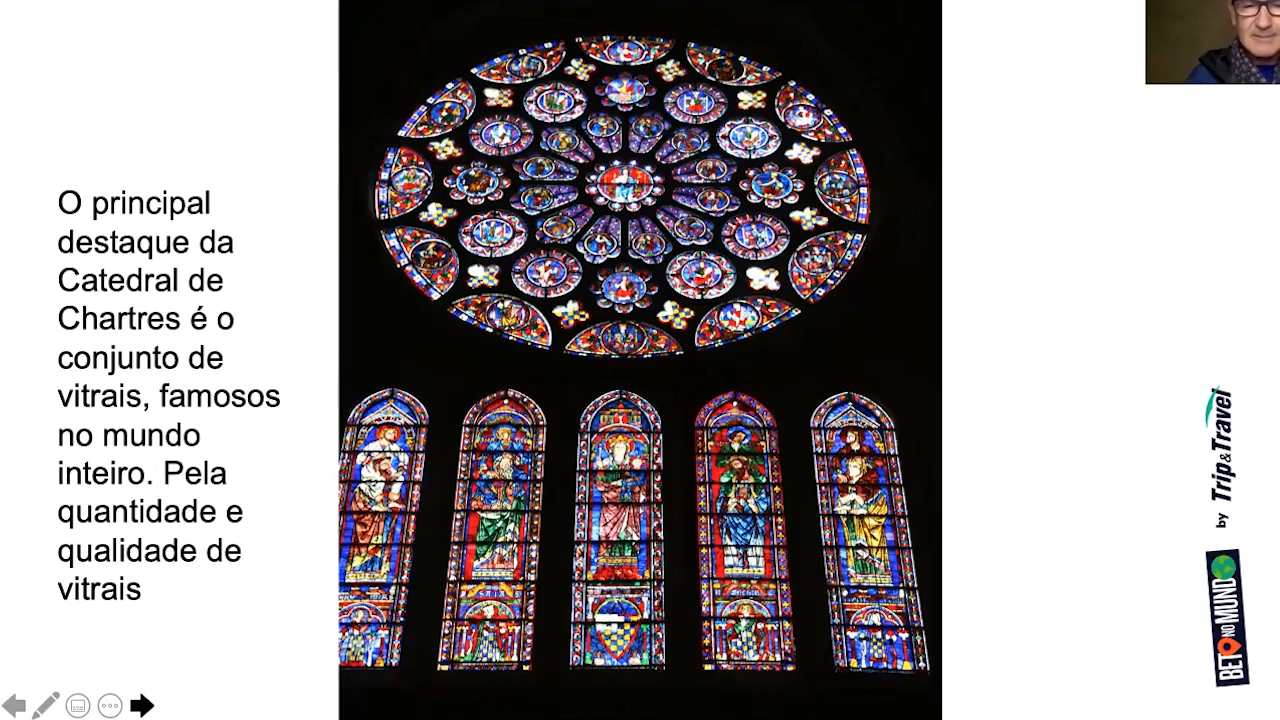 O principal
destaque da
Catedral de
Chartres é o
conjunto de
vitrais, famosos
no mundo
inteiro. Pela
quantidade e
qualidade de
vitrais
by Trip&Travel
BETO NO MUNDO